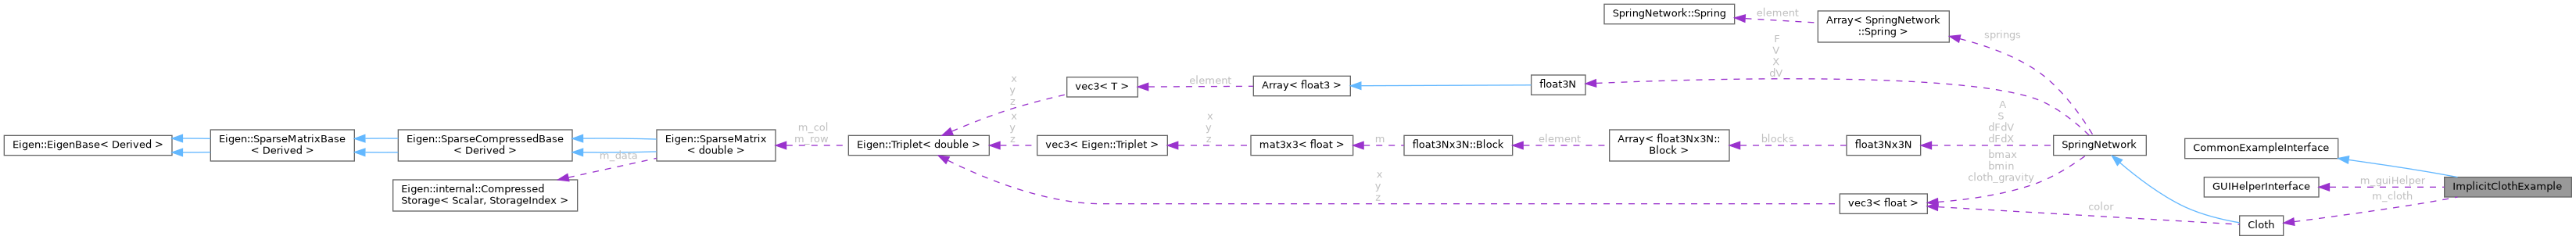 SpringNetwork::Spring
element
Array< SpringNetwork
::Spring >
springs
F
V
X
dV
x
y
z
vec3< T >
element
Array< float3 >
float3N
Eigen::EigenBase< Derived >
Eigen::SparseMatrixBase
< Derived >
Eigen::SparseCompressedBase
< Derived >
Eigen::SparseMatrix
< double >
m_col
m_row
Eigen::Triplet< double >
x
y
z
vec3< Eigen::Triplet >
x
y
z
mat3x3< float >
m
float3Nx3N::Block
element
Array< float3Nx3N::
Block >
blocks
float3Nx3N
A
S
dFdV
dFdX
SpringNetwork
CommonExampleInterface
m_data
Eigen::internal::Compressed
Storage< Scalar, StorageIndex >
bmax
bmin
cloth_gravity
x
y
z
vec3< float >
color
GUIHelperInterface
m_guiHelper
m_cloth
ImplicitClothExample
Cloth